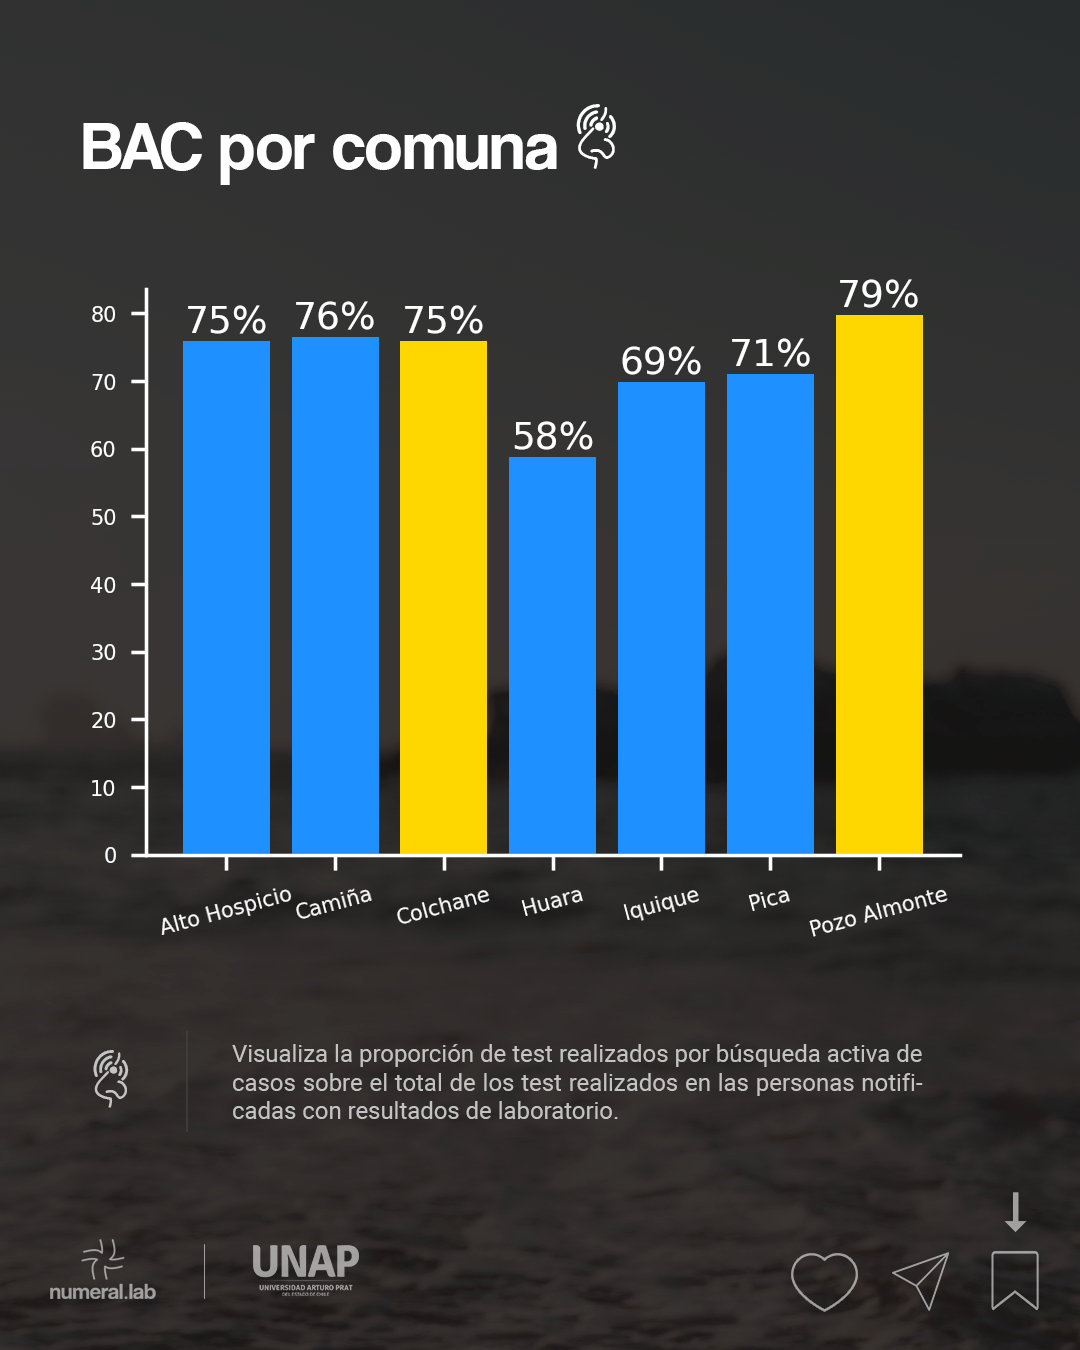 BAC por comuna
79%
75% 76% 75%
69% 71%
58%
80
70
60
50
40
30
20
10
0
Alto Hospicio Camiña Colchane Huara Iquique Pica Pozo Almonte
Visualiza la proporción de test realizados por búsqueda activa de
casos sobre el total de los test realizados en las personas notifi-
cadas con resultados de laboratorio.
numeral.lab
UNAP
UNIVERSIDAD ARTURO PRAT
DEL ESTADO DE CHILE